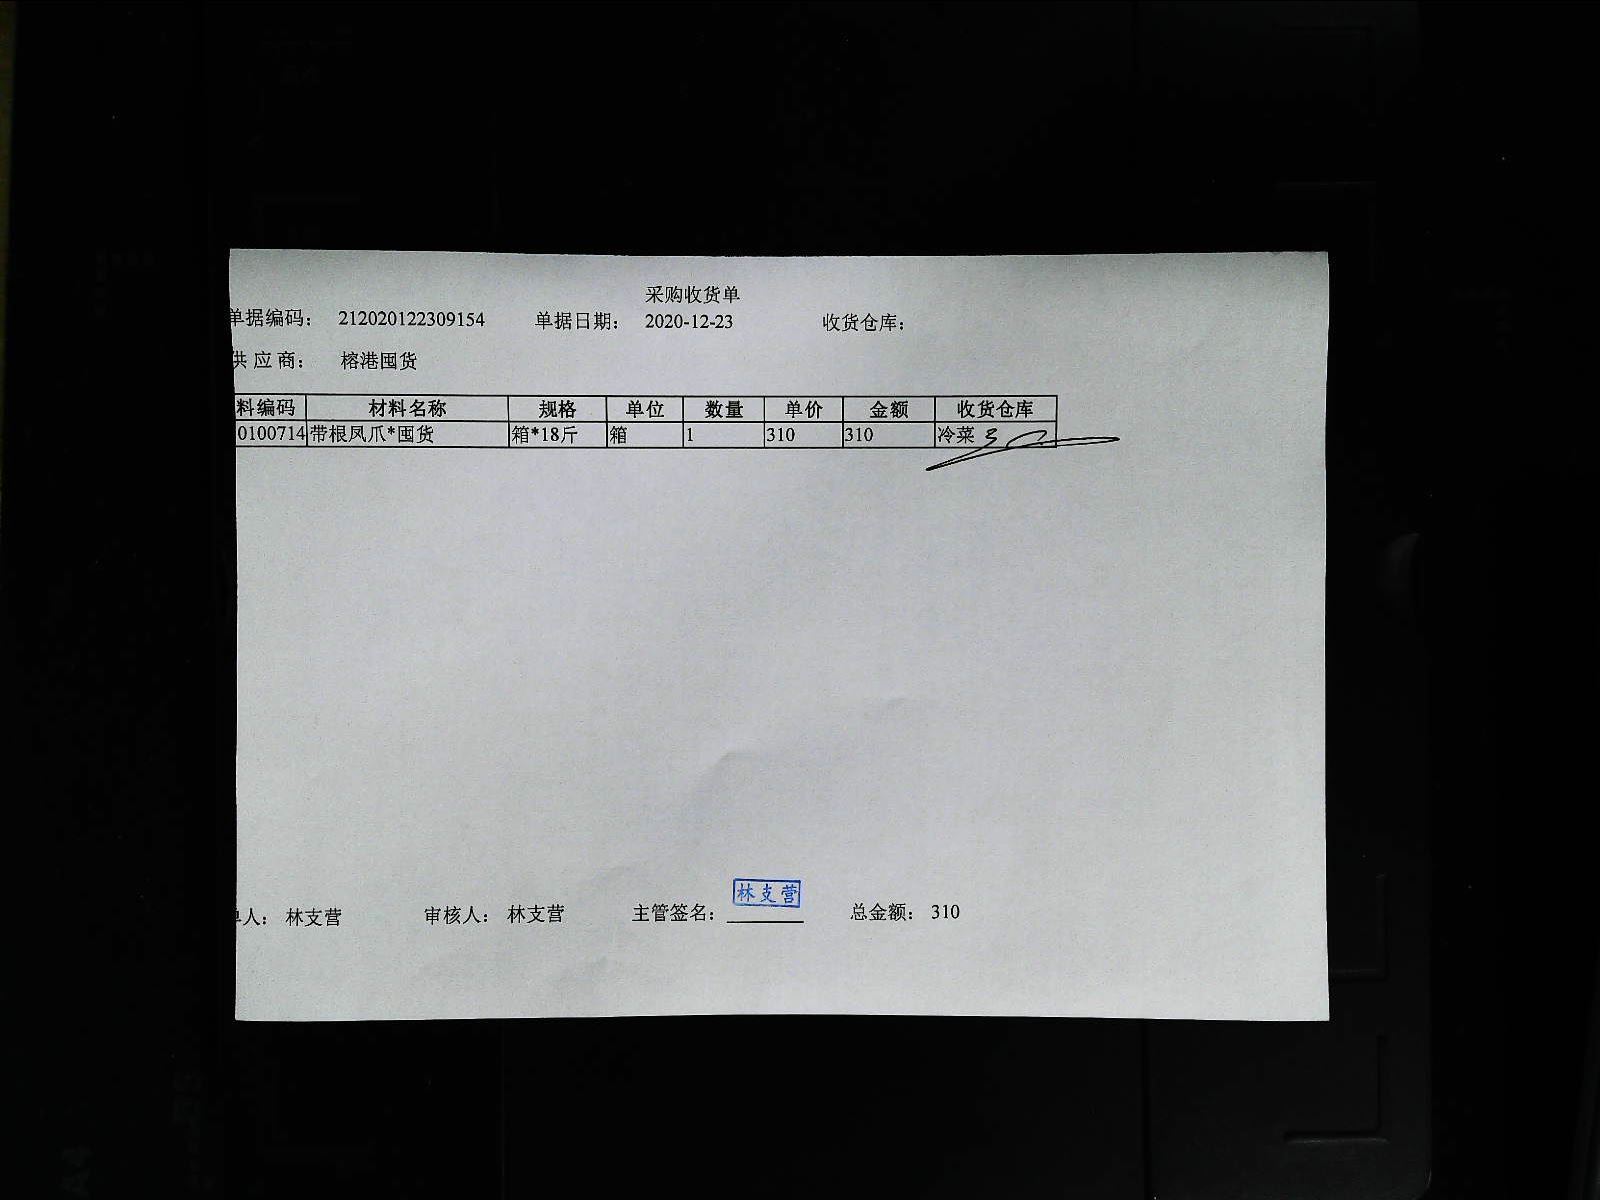 采购收货单
单据编码： 212020122309154 单据日期： 2020-12-23 收货仓库：
供应商： 榕港囤货
料编码 材料名称 规格 单位 数量 单价 金额 收货仓库
0100714 带根凤爪*囤货 箱*18斤 箱 1 310 310 冷菜
林支营
单人： 林支营 审核人： 林支营 主管签名： 总金额： 310